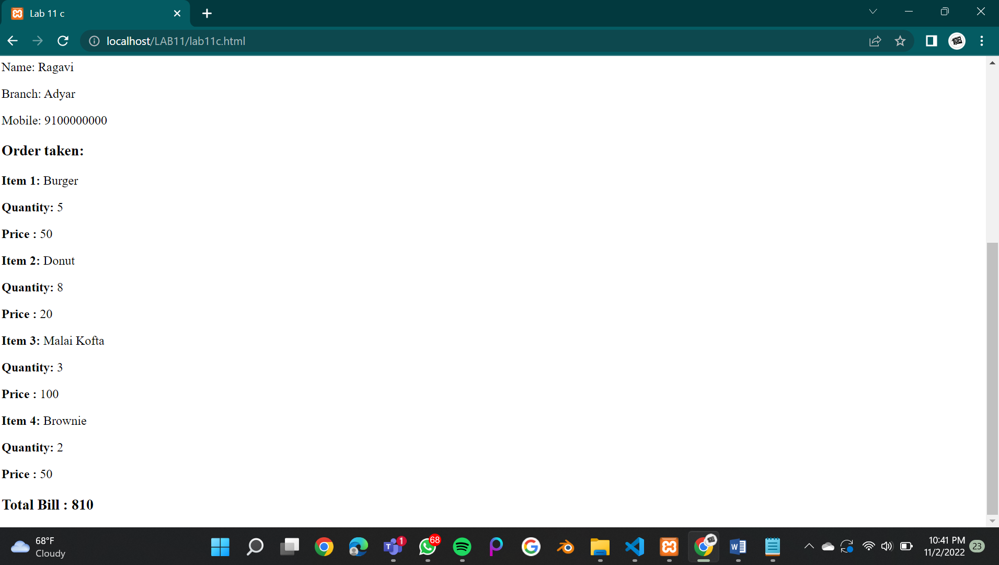 Lab 11 c
localhost/LAB11/lab11c.html
Name: Ragavi
Branch: Adyar
Mobile: 9100000000
Order taken:
Item 1: Burger
Quantity: 5
Price : 50
Item 2: Donut
Quantity: 8
Price : 20
Item 3: Malai Kofta
Quantity: 3
Price : 100
Item 4: Brownie
Quantity: 2
Price : 50
Total Bill : 810
68°F
Cloudy
1
68
10:41 PM
11/2/2022
23